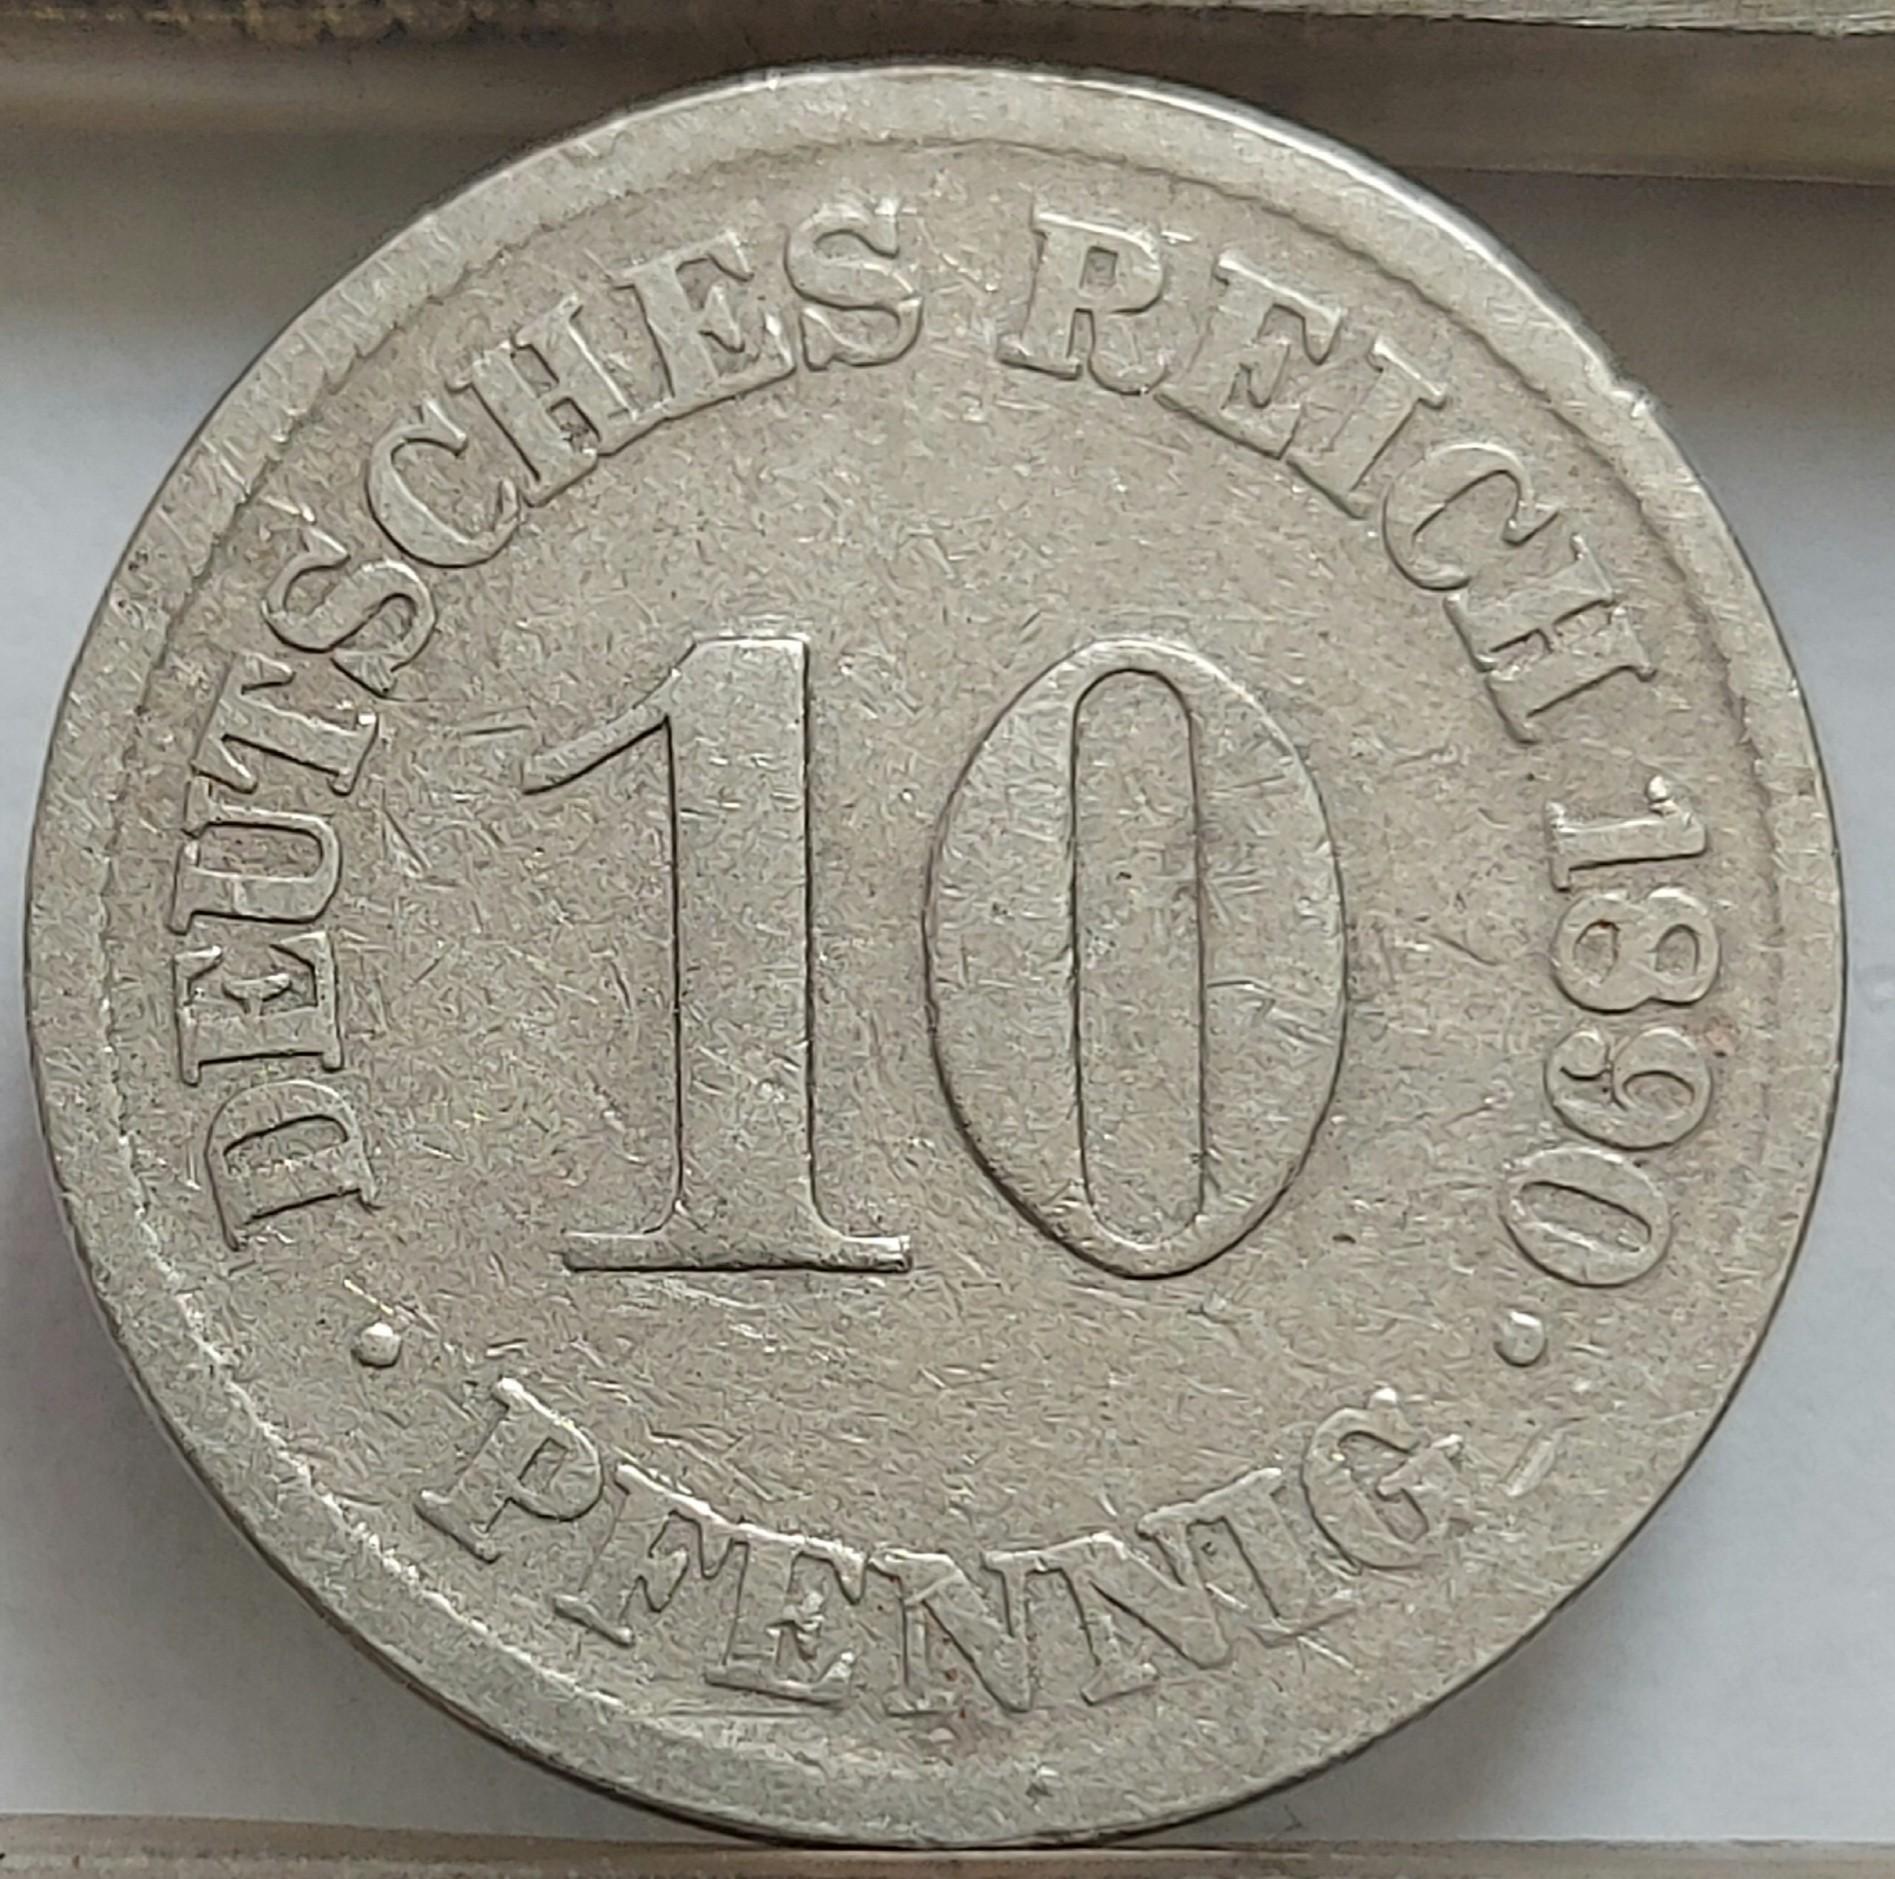 DEUTSCHES REICH 1890
10
PFENNIG